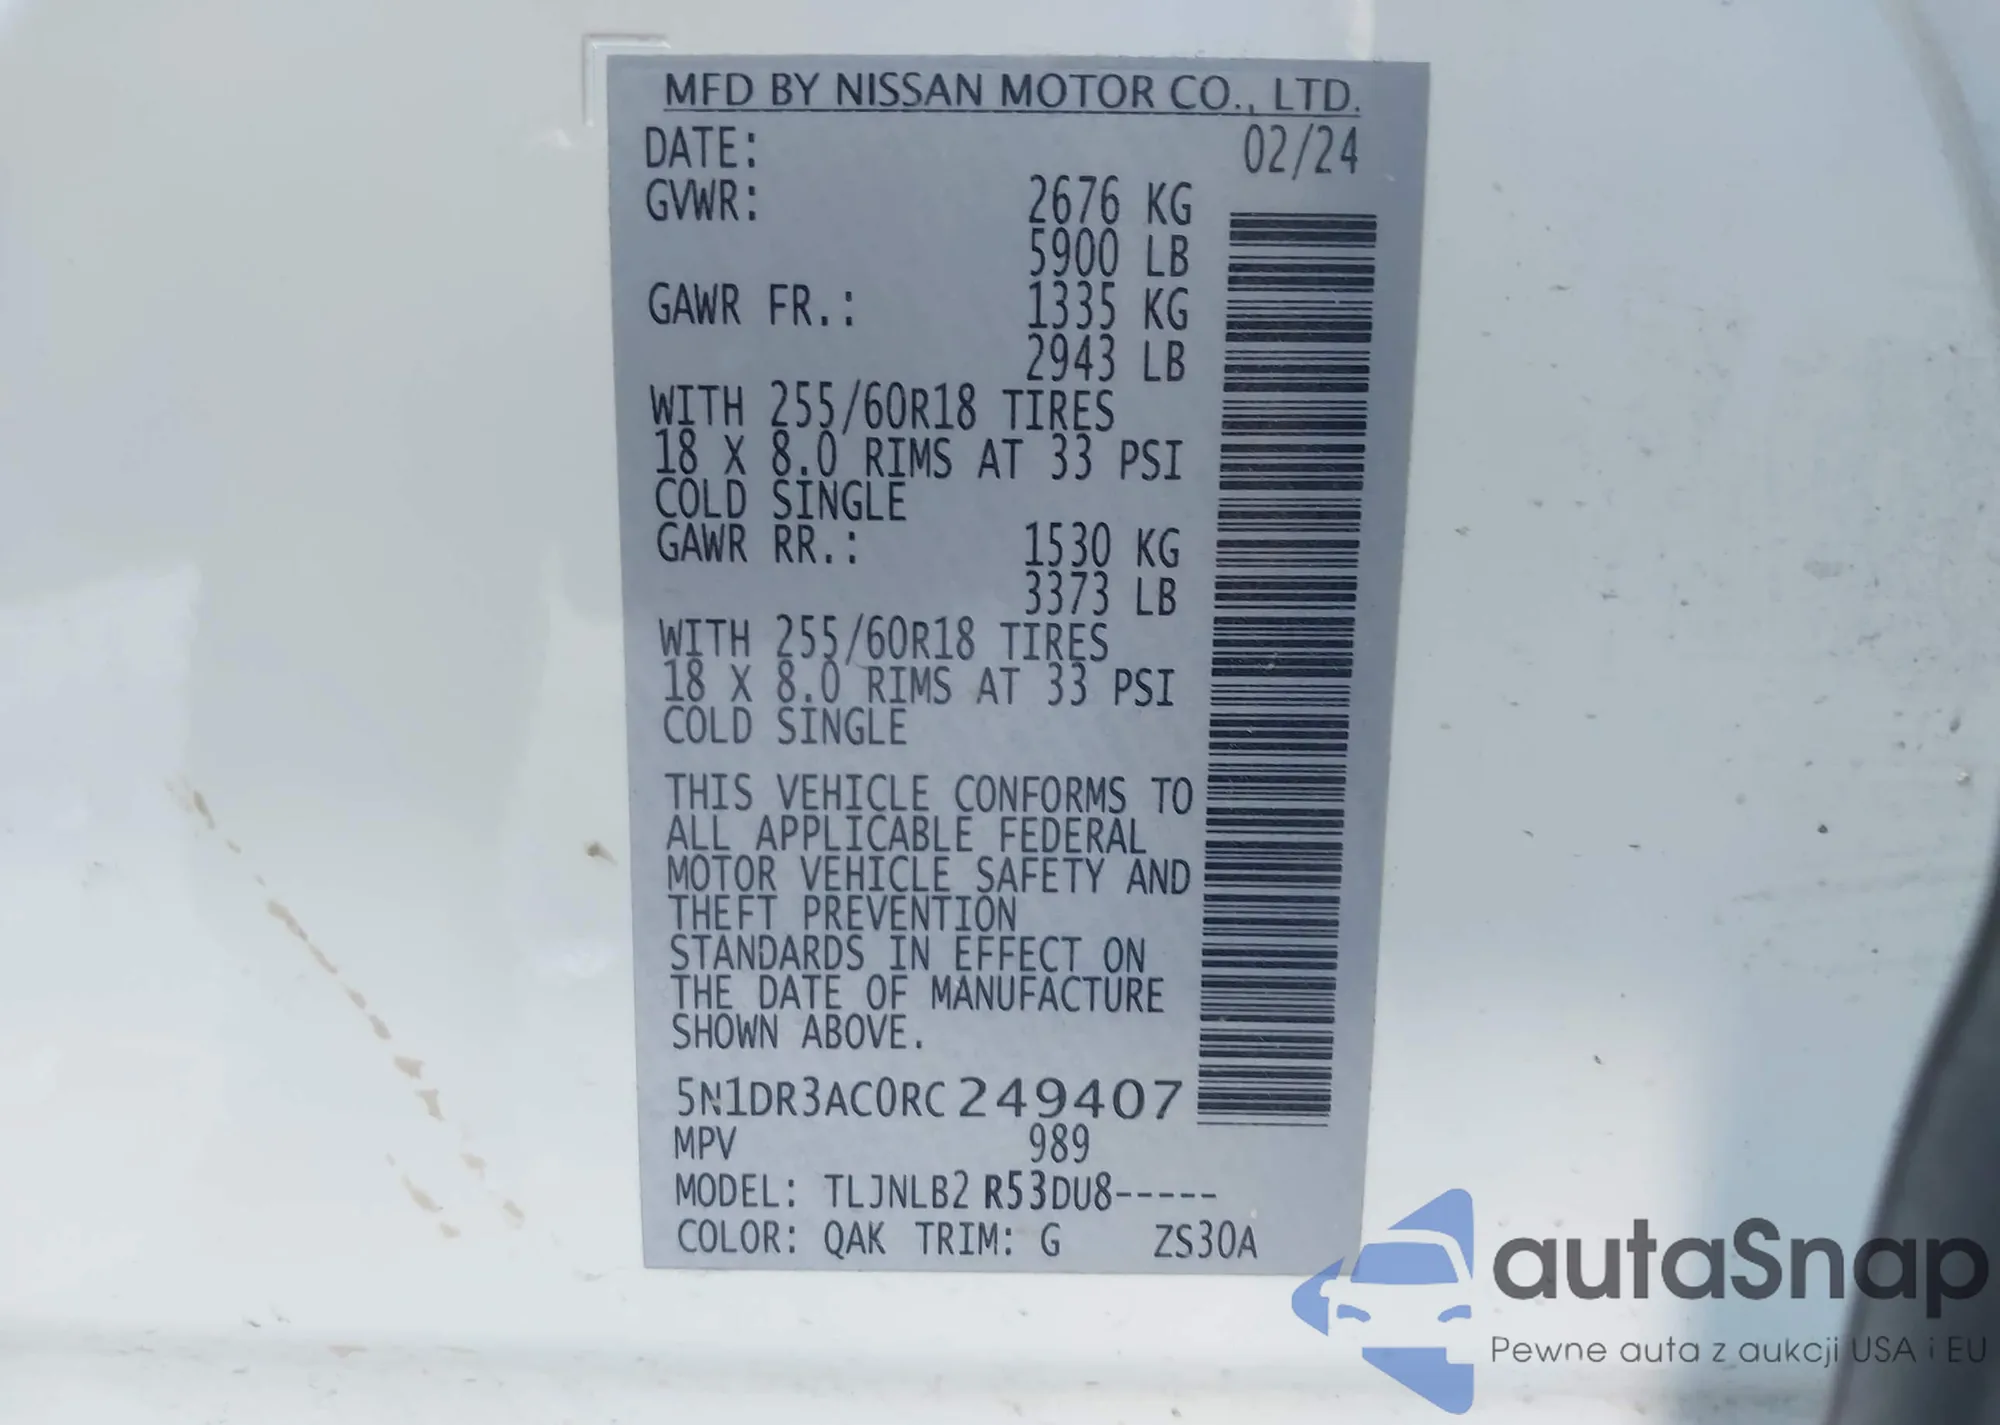 MFD BY NISSAN MOTOR CO., LTD.
DATE: 02/24
GVWR: 2676 KG
5900 LB
GAWR FR.: 1335 KG
2943 LB
WITH 255/60R18 TIRES
18 X 8.0 RIMS AT 33 PSI
COLD SINGLE
GAWR RR.: 1530 KG
3373 LB
WITH 255/60R18 TIRES
18 X 8.0 RIMS AT 33 PSI
COLD SINGLE
THIS VEHICLE CONFORMS TO
ALL APPLICABLE FEDERAL
MOTOR VEHICLE SAFETY AND
THEFT PREVENTION
STANDARDS IN EFFECT ON
THE DATE OF MANUFACTURE
SHOWN ABOVE.
5N1DR3AC0RC249407
MPV 989
MODEL: TLJNLB2 R53DU8-----
COLOR: QAK TRIM: G ZS30A
autaSnap
Pewne auta z aukcji USA i EU